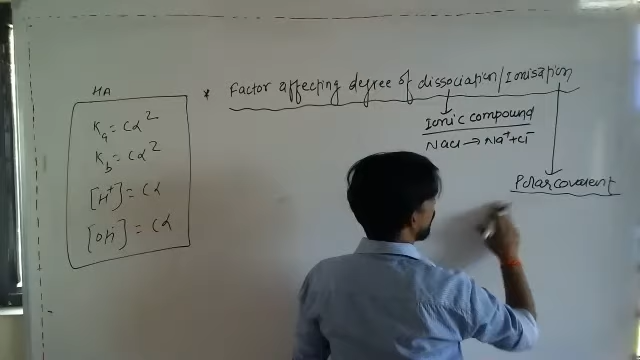 HA
Ka = Cα²
Kb = Cα²
[H⁺] = Cα
[OH⁻] = Cα
* Factor affecting degree of dissociation/Ionisation
Ionic compound
NaCl → Na⁺ + Cl⁻
Polar covalent